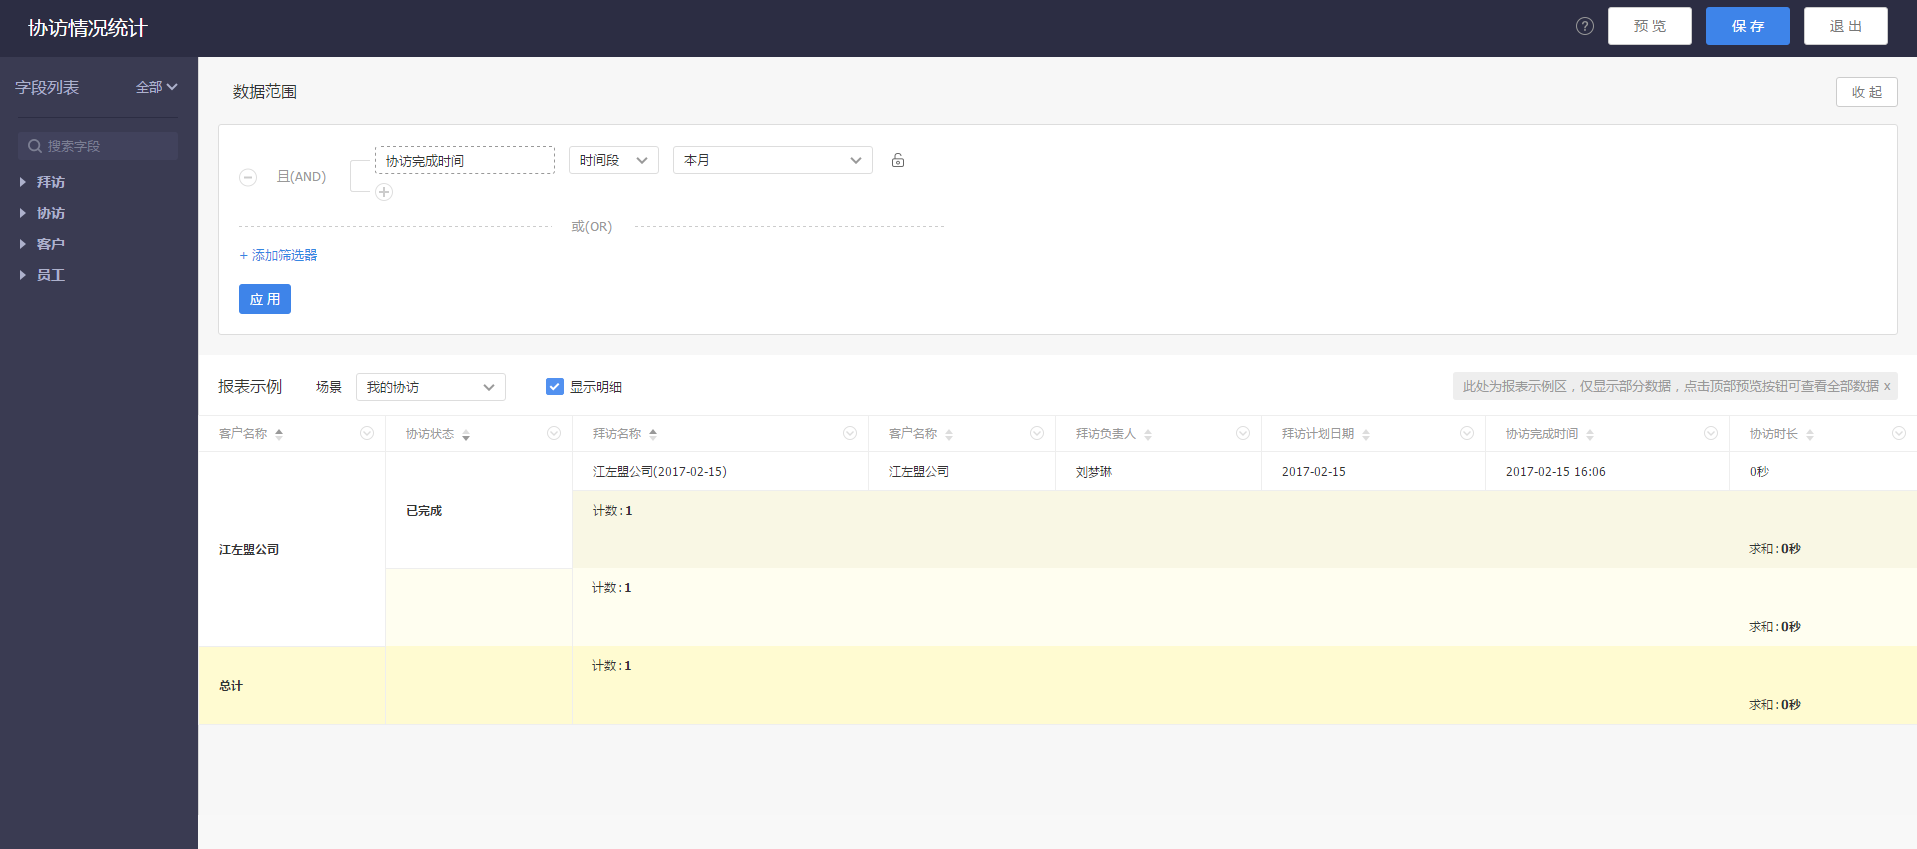 协访情况统计
? 预 览 保 存 退 出
字段列表 全部
搜索字段
拜访
协访
客户
员工
数据范围
收 起
且(AND) 协访完成时间 时间段 本月
或(OR)
+ 添加筛选器
应 用
报表示例 场景 我的协访 显示明细
此处为报表示例区，仅显示部分数据，点击顶部预览按钮可查看全部数据 x
客户名称 协访状态 拜访名称 客户名称 拜访负责人 拜访计划日期 协访完成时间 协访时长
江左盟公司(2017-02-15) 江左盟公司 刘梦琳 2017-02-15 2017-02-15 16:06 0秒
已完成 计数:1
江左盟公司 求和:0秒
计数:1
求和:0秒
计数:1
总计
求和:0秒